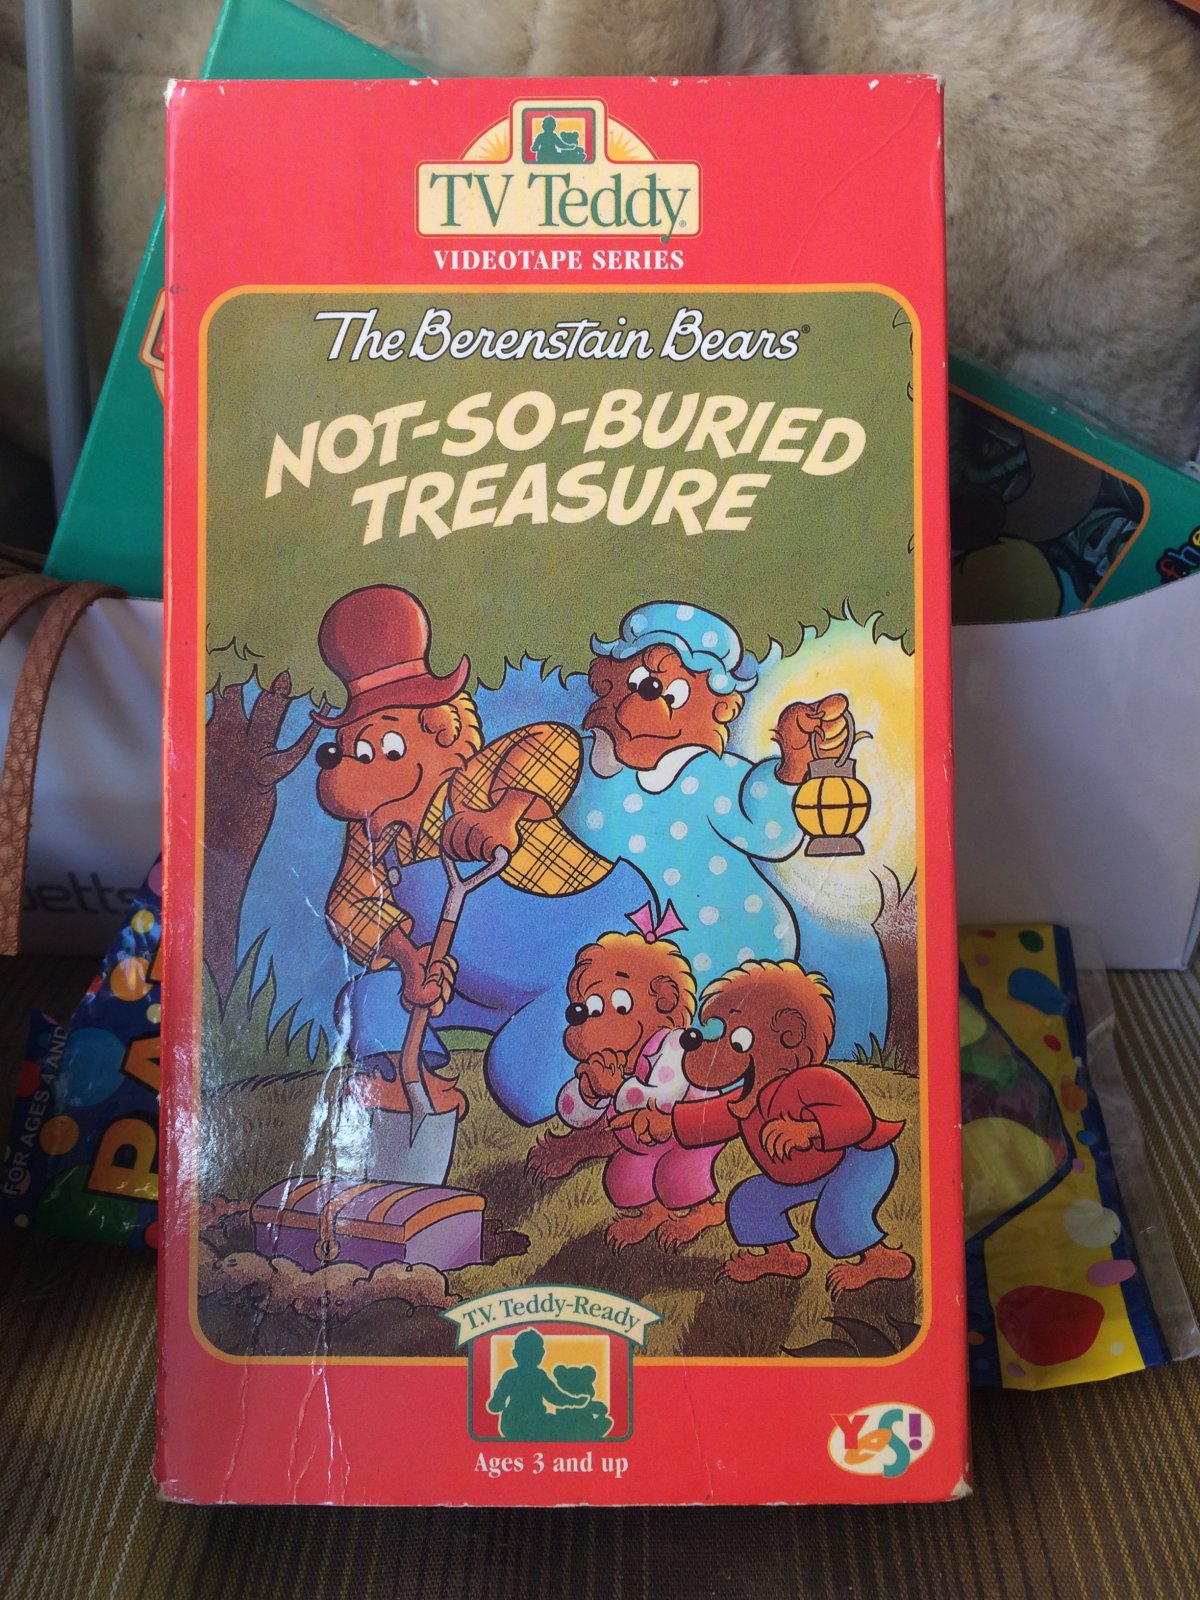 TV Teddy®
VIDEOTAPE SERIES
The Berenstain Bears®
NOT-SO-BURIED
TREASURE
T.V. Teddy-Ready
Ages 3 and up
YES!
FOR AGES 4 AND